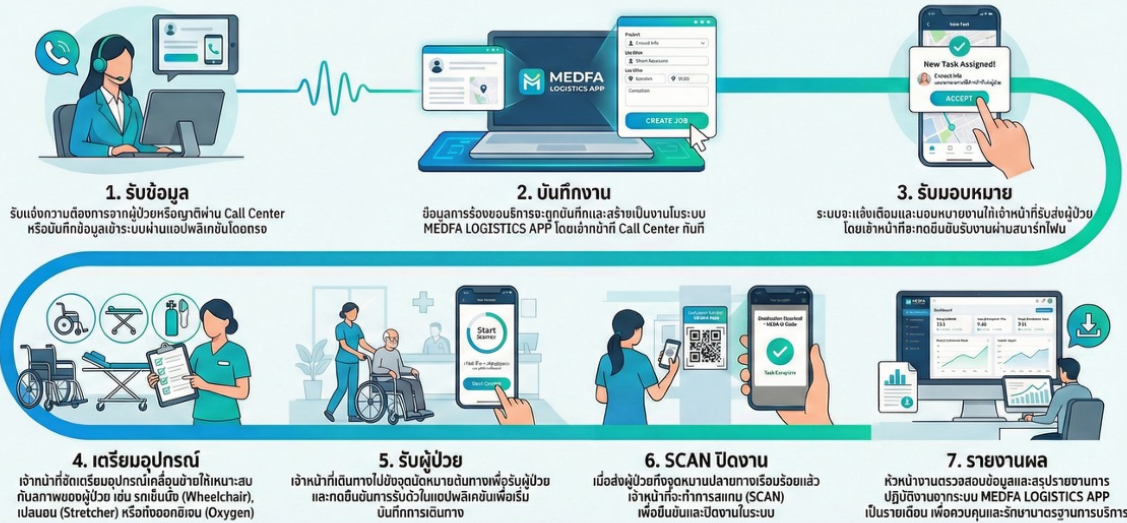 MEDFA
LOGISTICS APP
CREATE JOB
New Task Assigned!
ACCEPT
1. รับข้อมูล
รับแจ้งความต้องการจากผู้ป่วยหรือญาติผ่าน Call Center
หรือบันทึกข้อมูลเข้าระบบผ่านแอปพลิเคชันโดยตรง
2. บันทึกงาน
ข้อมูลการร้องขอบริการจะถูกบันทึกและสร้างเป็นงานในระบบ
MEDFA LOGISTICS APP โดยเจ้าหน้าที่ Call Center ทันที
3. รับมอบหมาย
ระบบจะแจ้งเตือนและมอบหมายงานให้เจ้าหน้าที่รับส่งผู้ป่วย
โดยเจ้าหน้าที่จะกดยืนยันรับงานผ่านสมาร์ทโฟน
Start
Task Complete
MEDFA
Dashboard
4. เตรียมอุปกรณ์
เจ้าหน้าที่จัดเตรียมอุปกรณ์เคลื่อนย้ายให้เหมาะสม
กับสภาพของผู้ป่วย เช่น รถเข็นนั่ง (Wheelchair),
เปลนอน (Stretcher) หรือถังออกซิเจน (Oxygen)
5. รับผู้ป่วย
เจ้าหน้าที่เดินทางไปยังจุดนัดหมายต้นทางเพื่อรับผู้ป่วย
และกดยืนยันการรับตัวในแอปพลิเคชันเพื่อเริ่ม
บันทึกการเดินทาง
6. SCAN ปิดงาน
เมื่อส่งผู้ป่วยถึงจุดหมายปลายทางเรียบร้อยแล้ว
เจ้าหน้าที่จะทำการสแกน (SCAN)
เพื่อยืนยันและปิดงานในระบบ
7. รายงานผล
หัวหน้างานตรวจสอบข้อมูลและสรุปรายงานการ
ปฏิบัติงานจากระบบ MEDFA LOGISTICS APP
เป็นรายเดือน เพื่อควบคุมและรักษามาตรฐานการบริการ